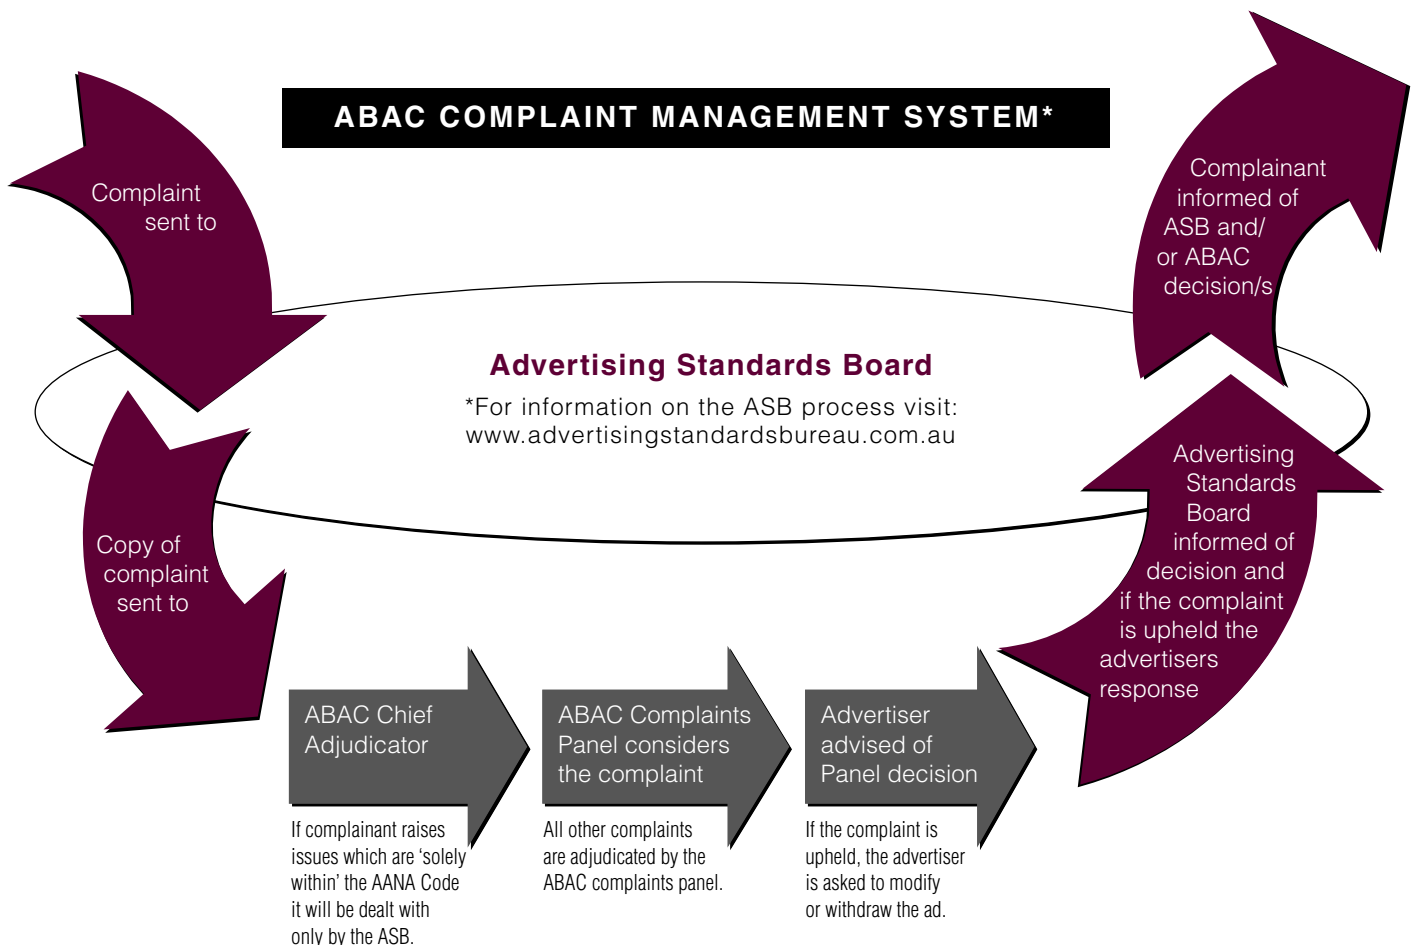 ABAC COMPLAINT MANAGEMENT SYSTEM*
Complaint
sent to
Advertising Standards Board
*For information on the ASB process visit:
www.advertisingstandardsbureau.com.au
Copy of
complaint
sent to
ABAC Chief
Adjudicator
If complainant raises
issues which are ‘solely
within’ the AANA Code
it will be dealt with
only by the ASB.
ABAC Complaints
Panel considers
the complaint
All other complaints
are adjudicated by the
ABAC complaints panel.
Advertiser
advised of
Panel decision
If the complaint is
upheld, the advertiser
is asked to modify
or withdraw the ad.
Advertising
Standards
Board
informed of
decision and
if the complaint
is upheld the
advertisers
response
Complainant
informed of
ASB and/
or ABAC
decision/s